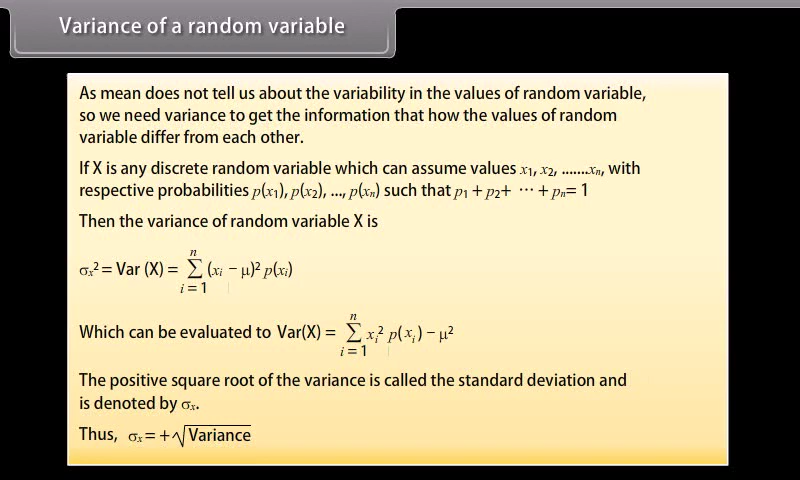 Variance of a random variable
As mean does not tell us about the variability in the values of random variable,
so we need variance to get the information that how the values of random
variable differ from each other.
If X is any discrete random variable which can assume values x₁, x₂, .......xₙ, with
respective probabilities p(x₁), p(x₂), ..., p(xₙ) such that p₁ + p₂+ ⋯ + pₙ= 1
Then the variance of random variable X is
σₓ² = Var (X) = ∑ⁿᵢ₌₁ (xᵢ − μ)² p(xᵢ)
Which can be evaluated to Var(X) = ∑ⁿᵢ₌₁ xᵢ² p(xᵢ) − μ²
The positive square root of the variance is called the standard deviation and
is denoted by σₓ.
Thus, σₓ = +√Variance